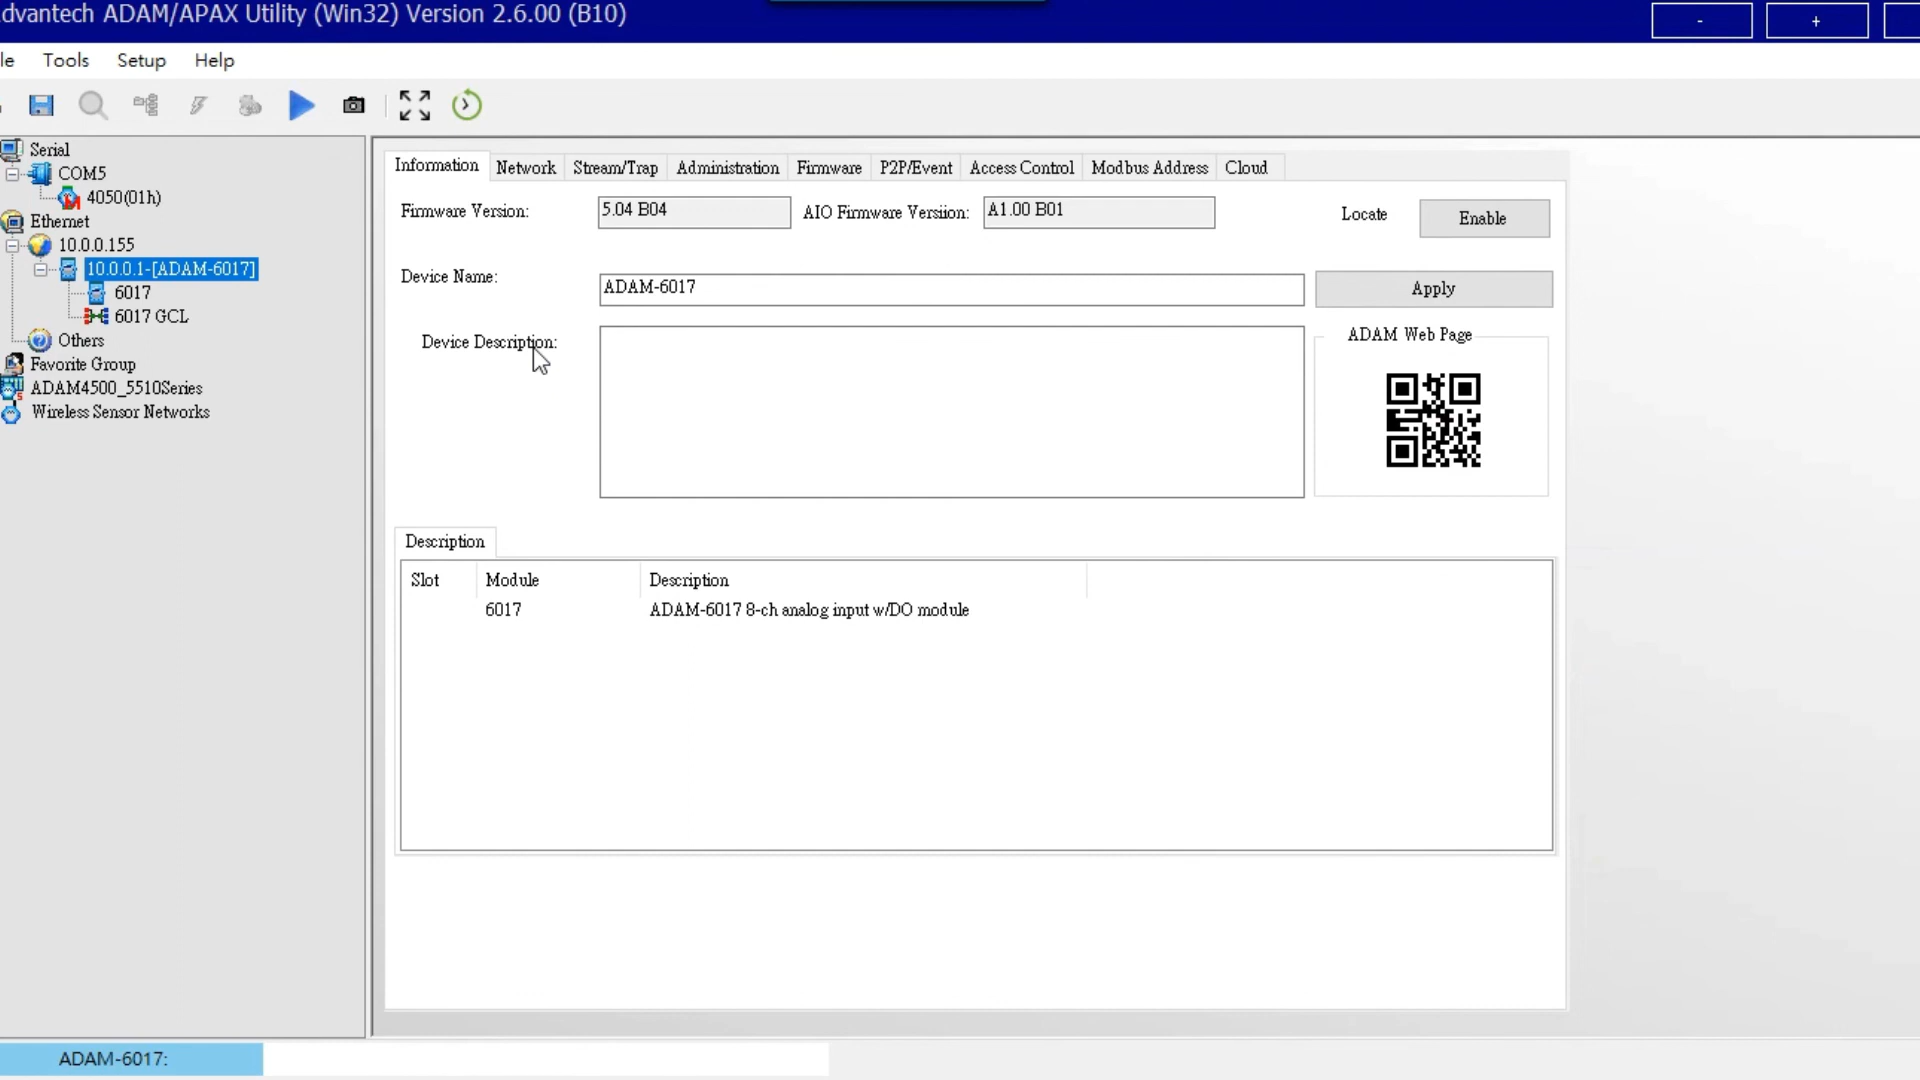 dvantech ADAM/APAX Utility (Win32) Version 2.6.00 (B10)
- +
le Tools Setup Help
Serial
COM5
4050(01h)
Ethernet
10.0.0.155
10.0.0.1-[ADAM-6017]
6017
6017 GCL
Others
Favorite Group
ADAM4500_5510Series
Wireless Sensor Networks
Information Network Stream/Trap Administration Firmware P2P/Event Access Control Modbus Address Cloud
Firmware Version: 5.04 B04 AIO Firmware Versiion: A1.00 B01 Locate Enable
Device Name: ADAM-6017 Apply
Device Description: ADAM Web Page
Description
Slot Module Description
6017 ADAM-6017 8-ch analog input w/DO module
ADAM-6017: